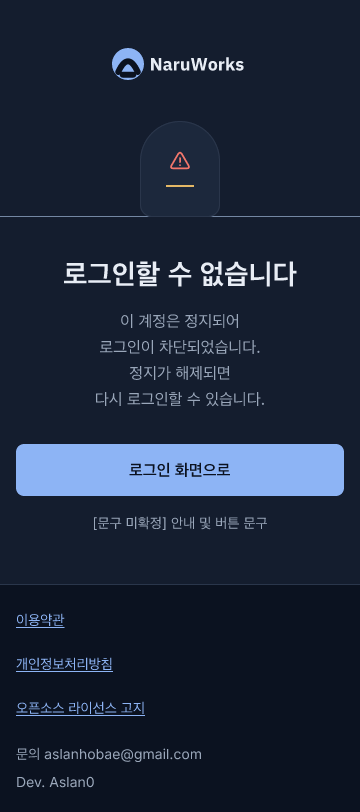 NaruWorks
로그인할 수 없습니다
이 계정은 정지되어
로그인이 차단되었습니다.
정지가 해제되면
다시 로그인할 수 있습니다.
로그인 화면으로
[문구 미확정] 안내 및 버튼 문구
이용약관
개인정보처리방침
오픈소스 라이선스 고지
문의 aslanhobae@gmail.com
Dev. Aslan0